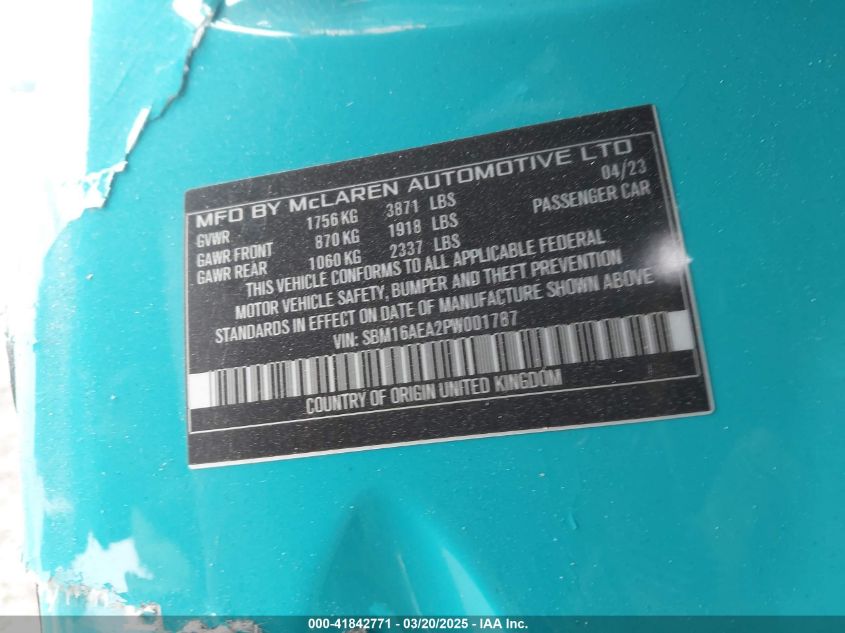 MFD BY McLAREN AUTOMOTIVE LTD
GVWR 1756 KG 3871 LBS 04/23
GAWR FRONT 870 KG 1918 LBS PASSENGER CAR
GAWR REAR 1060 KG 2337 LBS
THIS VEHICLE CONFORMS TO ALL APPLICABLE FEDERAL
MOTOR VEHICLE SAFETY, BUMPER AND THEFT PREVENTION
STANDARDS IN EFFECT ON DATE OF MANUFACTURE SHOWN ABOVE
VIN: SBM16AEA2PW001787
COUNTRY OF ORIGIN UNITED KINGDOM
000-41842771 - 03/20/2025 - IAA Inc.